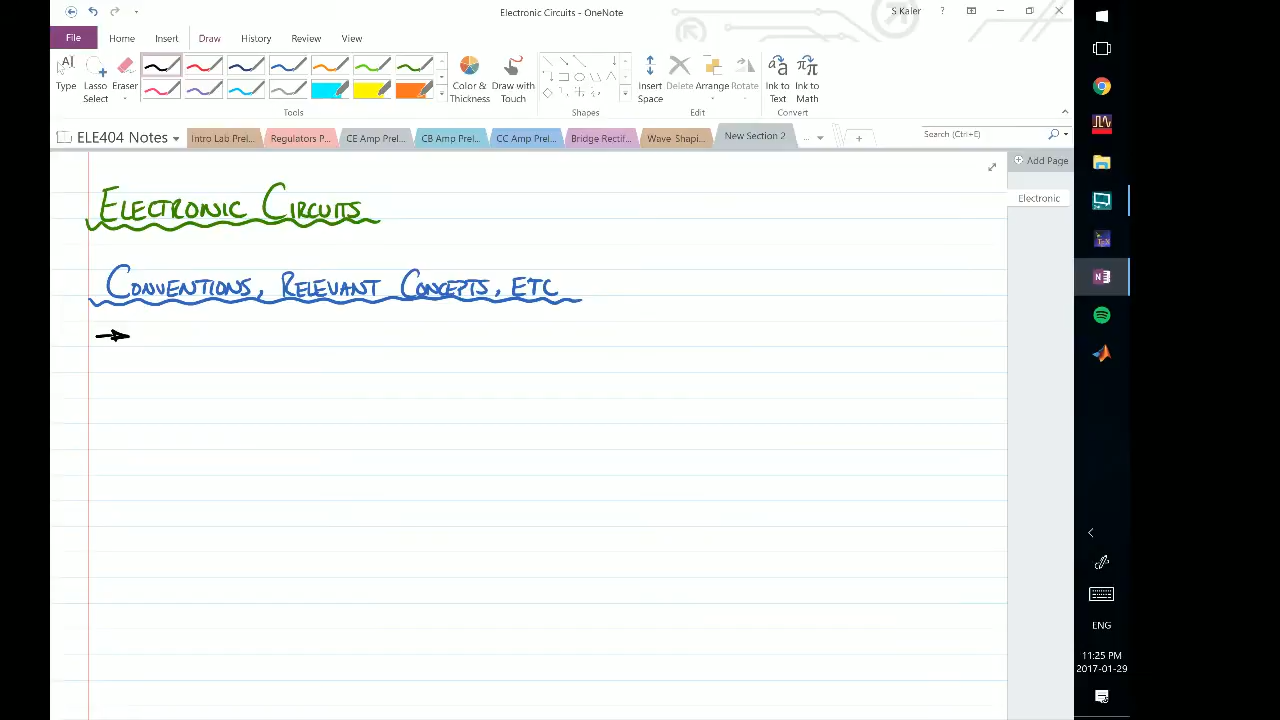 Electronic Circuits - OneNote
S Kaler
?
File Home Insert Draw History Review View
Type Lasso Select Eraser Color & Thickness Draw with Touch Insert Space Delete Arrange Rotate Ink to Text Ink to Math
Tools Shapes Edit Convert
ELE404 Notes Intro Lab Prel... Regulators P... CE Amp Prel... CB Amp Prel... CC Amp Prel... Bridge Rectif... Wave Shapi... New Section 2 ... Search (Ctrl+E)
Add Page
Electronic
ELECTRONIC CIRCUITS
CONVENTIONS, RELEVANT CONCEPTS, ETC
→
ENG
11:25 PM
2017-01-29